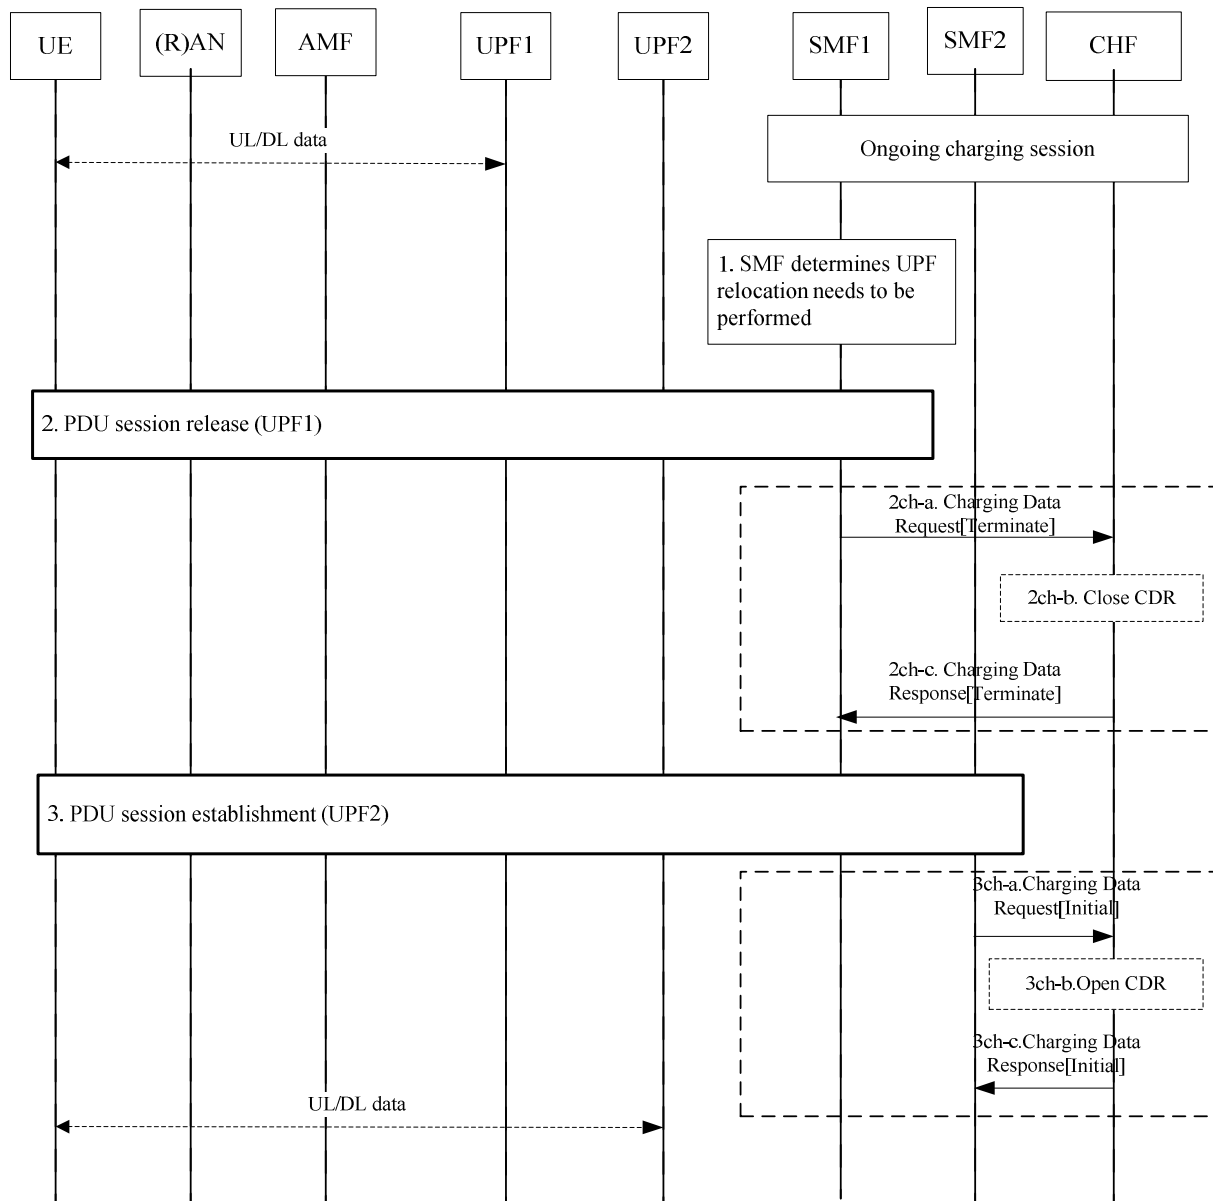 UE
(R)AN
AMF
UPF1
UPF2
SMF1
SMF2
CHF
UL/DL data
Ongoing charging session
1. SMF determines UPF
relocation needs to be
performed
2. PDU session release (UPF1)
2ch-a. Charging Data
Request[Terminate]
2ch-b. Close CDR
2ch-c. Charging Data
Response[Terminate]
3. PDU session establishment (UPF2)
3ch-a.Charging Data
Request[Initial]
3ch-b.Open CDR
3ch-c.Charging Data
Response[Initial]
UL/DL data